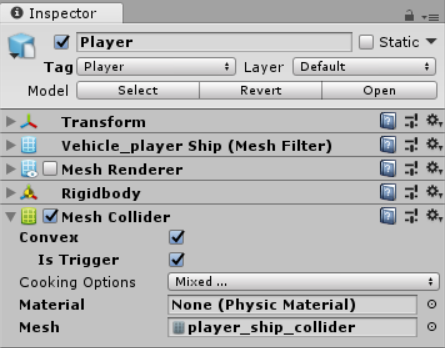 Inspector
Player Static
Tag Player Layer Default
Model Select Revert Open
Transform
Vehicle_player Ship (Mesh Filter)
Mesh Renderer
Rigidbody
Mesh Collider
Convex
Is Trigger
Cooking Options Mixed ...
Material None (Physic Material)
Mesh player_ship_collider